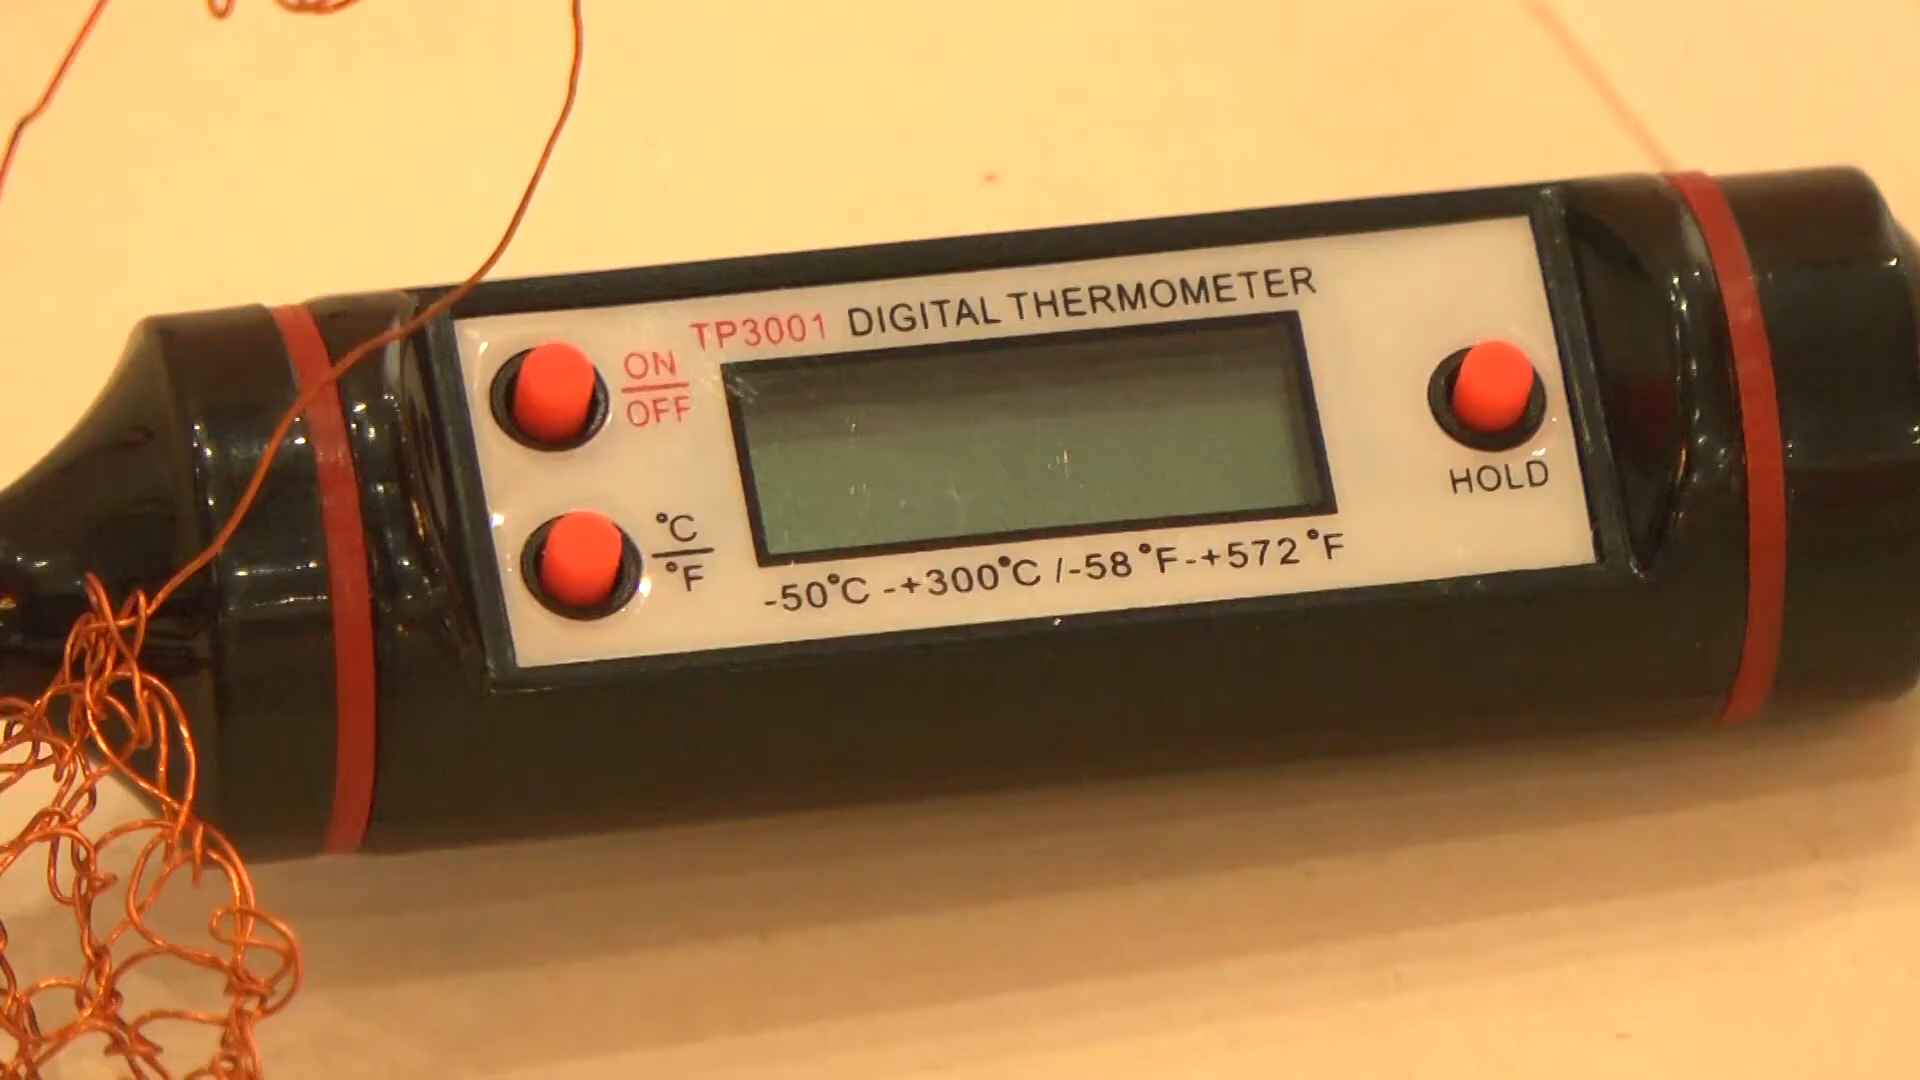 TP3001 DIGITAL THERMOMETER
ON
OFF
°C
°F
HOLD
-50°C -+300°C /-58°F-+572°F